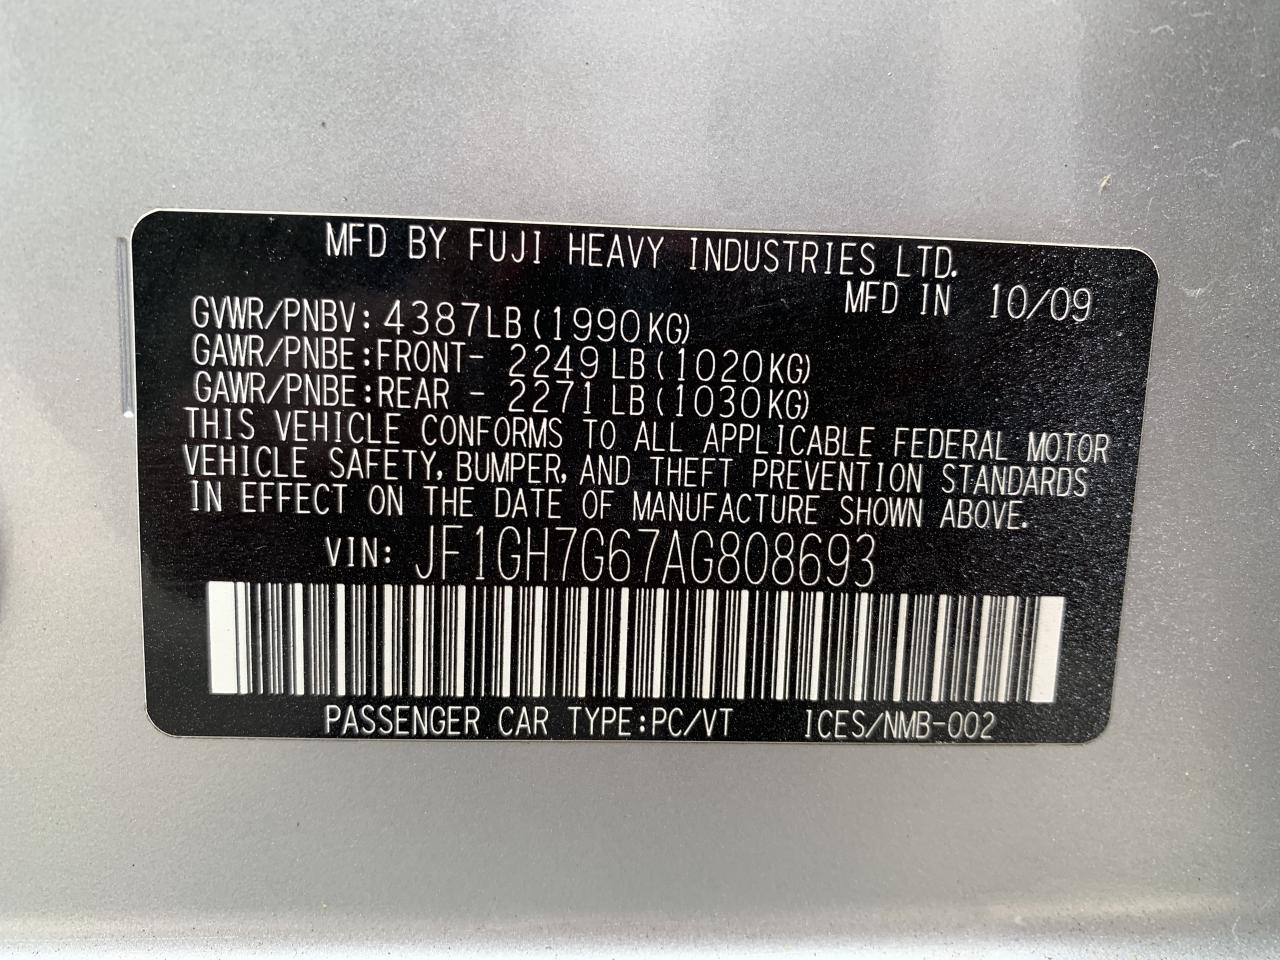 MFD BY FUJI HEAVY INDUSTRIES LTD.
MFD IN 10/09
GVWR/PNBV: 4387LB (1990KG)
GAWR/PNBE:FRONT- 2249 LB (1020KG)
GAWR/PNBE:REAR - 2271 LB (1030KG)
THIS VEHICLE CONFORMS TO ALL APPLICABLE FEDERAL MOTOR
VEHICLE SAFETY, BUMPER, AND THEFT PREVENTION STANDARDS
IN EFFECT ON THE DATE OF MANUFACTURE SHOWN ABOVE.
VIN: JF1GH7G67AG808693
PASSENGER CAR TYPE:PC/VT ICES/NMB-002